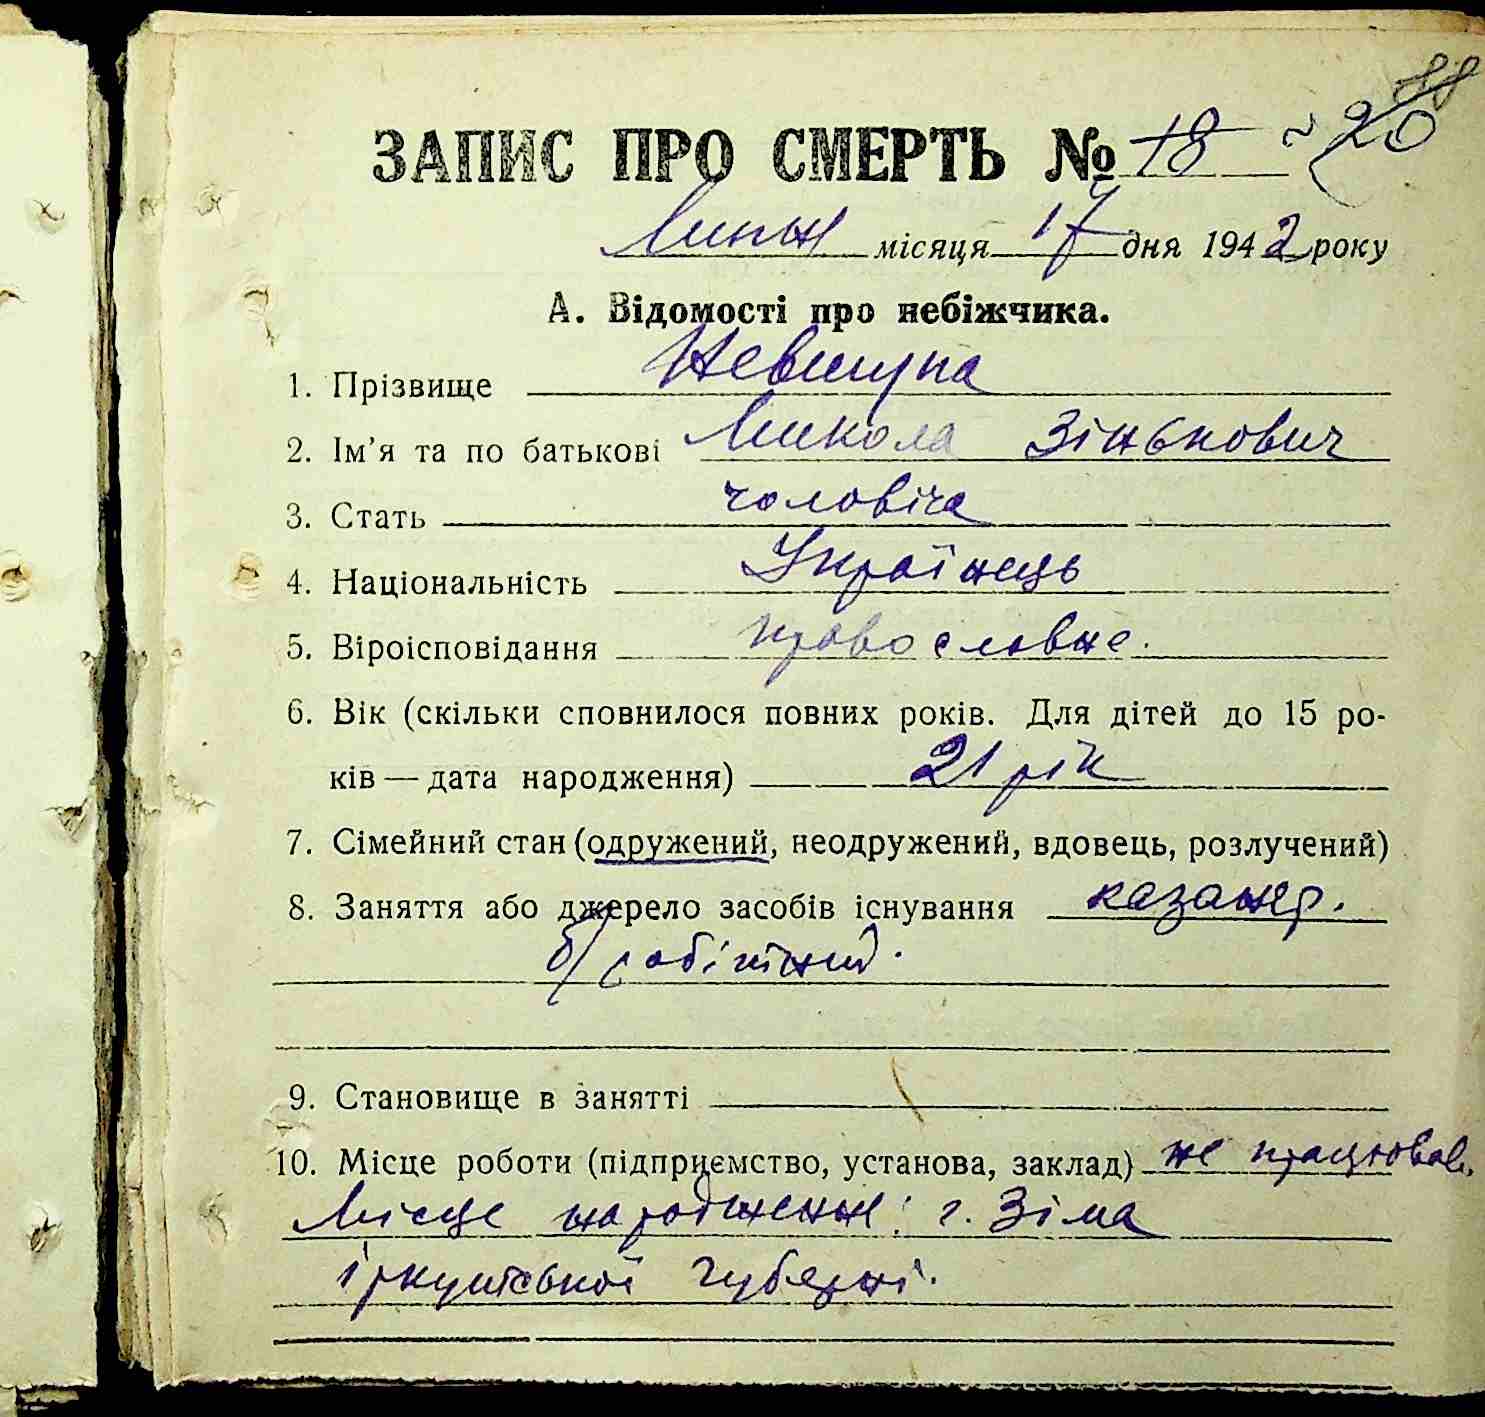 88
ЗАПИС ПРО СМЕРТЬ № 18 ~ 20
Липня місяця 17 дня 1942 року
А. Відомості про небіжчика.
1. Прізвище Невшупа
2. Ім'я та по батькові Микола Зінькович
3. Стать чоловіча
4. Національність Українець
5. Віроісповідання православне.
6. Вік (скільки сповнилося повних років. Для дітей до 15 ро-
ків — дата народження) 21 рік
7. Сімейний стан (одружений, неодружений, вдовець, розлучений)
8. Заняття або джерело засобів існування казаняр.
б/робітний.
9. Становище в занятті
10. Місце роботи (підприємство, установа, заклад) не працював.
Місце народження: г. Зіма
іркутської губерні.